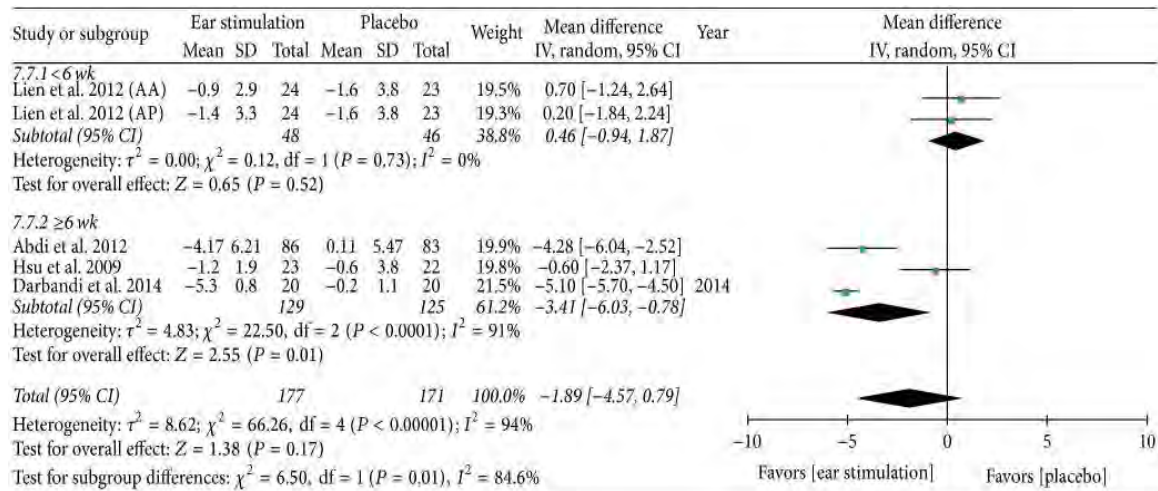 Study or subgroup Ear stimulation Placebo Weight Mean difference Year Mean difference
Mean SD Total Mean SD Total IV, random, 95% CI IV, random, 95% CI
7.7.1 <6 wk
Lien et al. 2012 (AA) −0.9 2.9 24 −1.6 3.8 23 19.5% 0.70 [−1.24, 2.64]
Lien et al. 2012 (AP) −1.4 3.3 24 −1.6 3.8 23 19.3% 0.20 [−1.84, 2.24]
Subtotal (95% CI) 48 46 38.8% 0.46 [−0.94, 1.87]
Heterogeneity: τ² = 0.00; χ² = 0.12, df = 1 (P = 0.73); I² = 0%
Test for overall effect: Z = 0.65 (P = 0.52)
7.7.2 ≥6 wk
Abdi et al. 2012 −4.17 6.21 86 0.11 5.47 83 19.9% −4.28 [−6.04, −2.52]
Hsu et al. 2009 −1.2 1.9 23 −0.6 3.8 22 19.8% −0.60 [−2.37, 1.17]
Darbandi et al. 2014 −5.3 0.8 20 −0.2 1.1 20 21.5% −5.10 [−5.70, −4.50] 2014
Subtotal (95% CI) 129 125 61.2% −3.41 [−6.03, −0.78]
Heterogeneity: τ² = 4.83; χ² = 22.50, df = 2 (P < 0.0001); I² = 91%
Test for overall effect: Z = 2.55 (P = 0.01)
Total (95% CI) 177 171 100.0% −1.89 [−4.57, 0.79]
Heterogeneity: τ² = 8.62; χ² = 66.26, df = 4 (P < 0.00001); I² = 94%
Test for overall effect: Z = 1.38 (P = 0.17)
Test for subgroup differences: χ² = 6.50, df = 1 (P = 0.01), I² = 84.6%
−10 −5 0 5 10
Favors [ear stimulation] Favors [placebo]